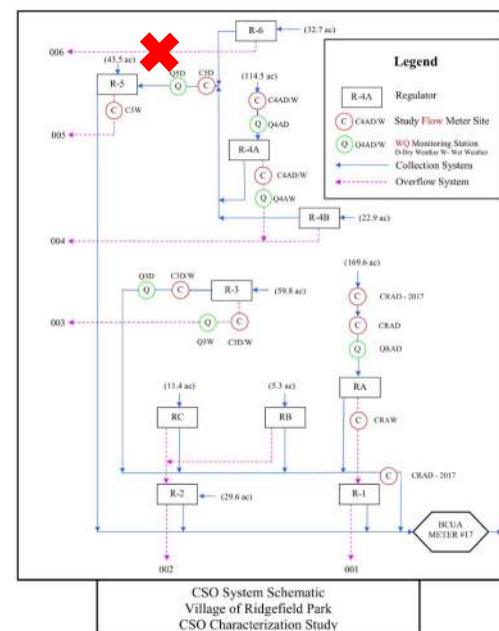 R-6
(32.7 ac)
006
(43.5 ac)
Q5D
C5D
(114.5 ac)
R-5
Q
C
C
C4AD/W
C
C5W
Q
Q4AD
005
R-4A
C
C4AD/W
Q
Q4AW
R-4B
(22.9 ac)
004
Legend
R-4A
Regulator
C
C4AD/W
Study Flow Meter Site
Q
Q4AD/W
WQ Monitoring Station
D-Dry Weather W- Wet Weather
Collection System
Overflow System
(169.6 ac)
Q3D
C3D/W
Q
C
R-3
(59.8 ac)
C
CRAD - 2017
003
Q
C
C
CRAD
Q3W
C3D/W
Q
QRAD
(11.4 ac)
(5.3 ac)
RA
RC
RB
C
CRAW
C
CRAD - 2017
R-2
(29.6 ac)
R-1
BCUA
METER #17
002
001
CSO System Schematic
Village of Ridgefield Park
CSO Characterization Study